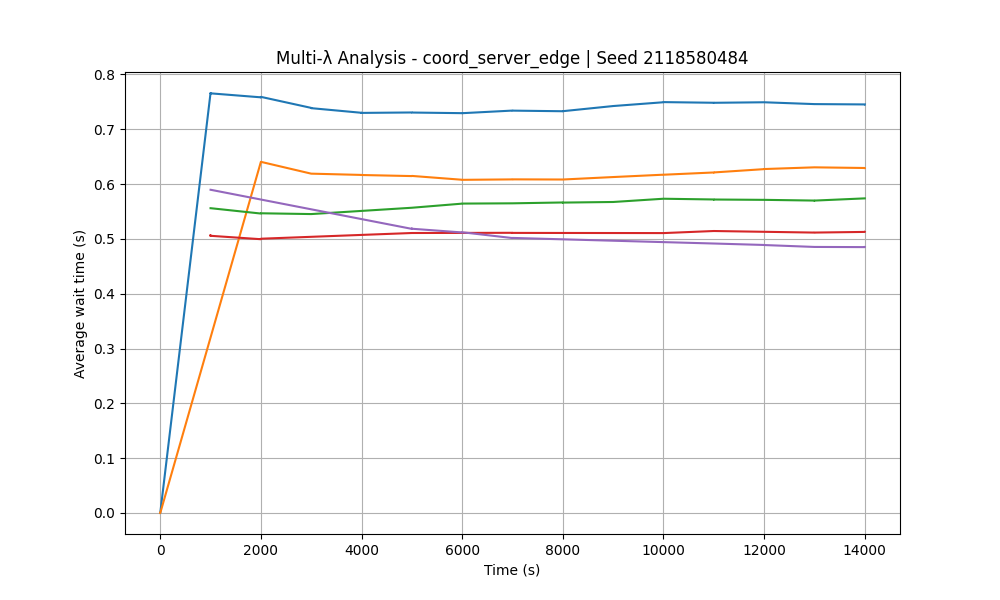 Multi-λ Analysis - coord_server_edge | Seed 2118580484
Average wait time (s)
0.8
0.7
0.6
0.5
0.4
0.3
0.2
0.1
0.0
0 2000 4000 6000 8000 10000 12000 14000
Time (s)